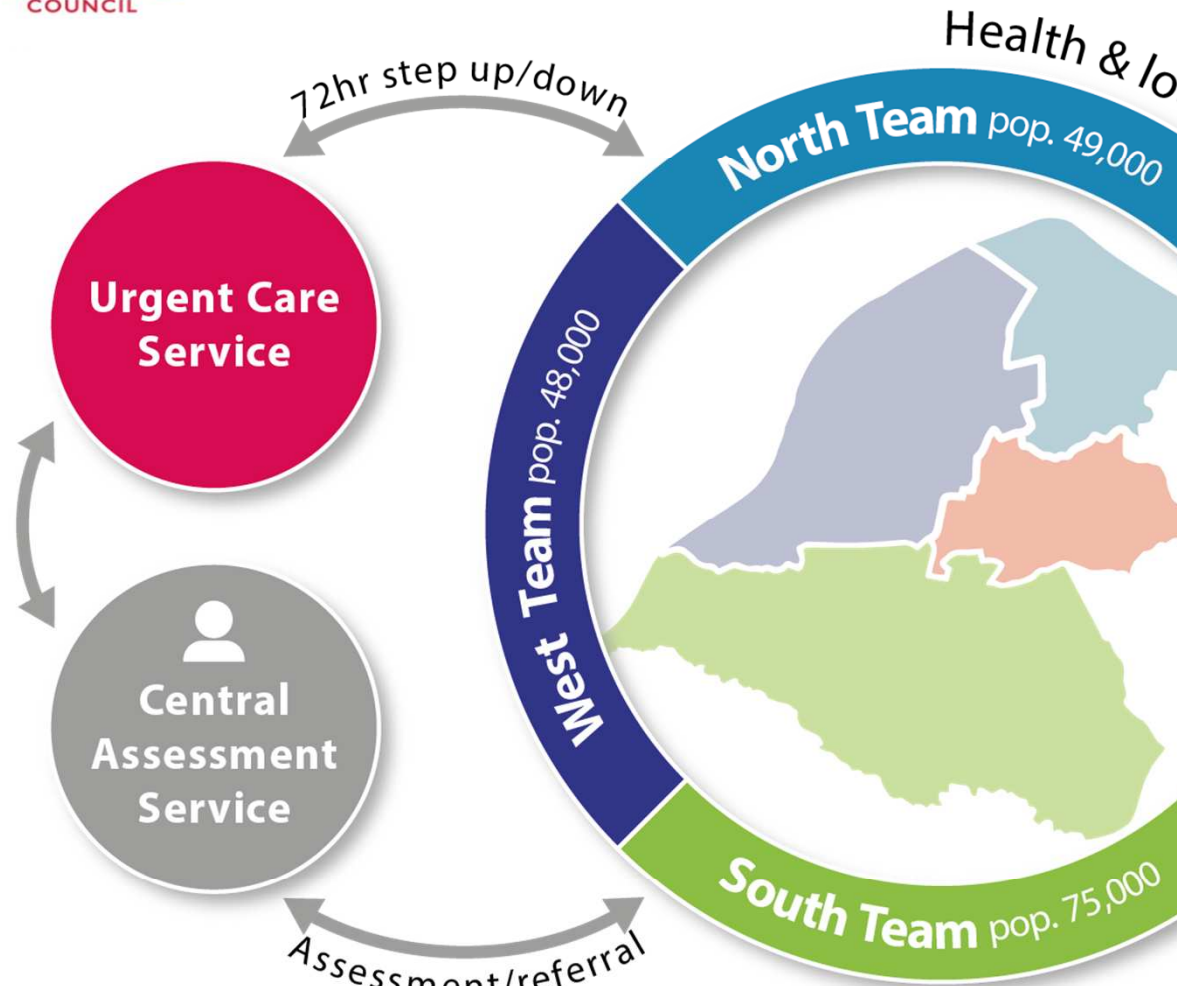 COUNCIL
Health & lo
72hr step up/down
North Team pop. 49,000
Urgent Care
Service
West Team pop. 48,000
Central
Assessment
Service
South Team pop. 75,000
Assessment/referral